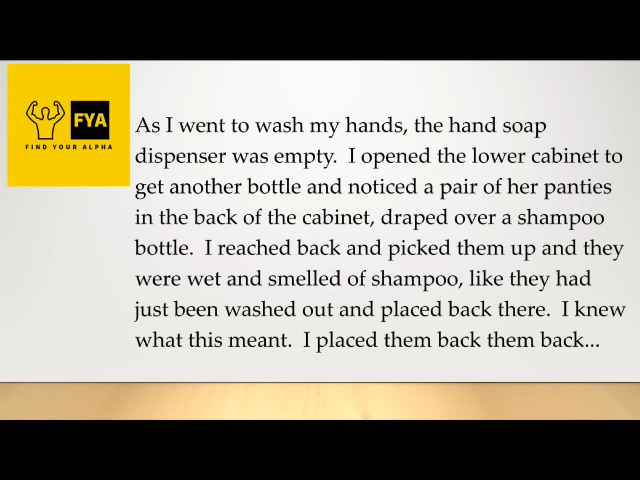 FYA
FIND YOUR ALPHA
As I went to wash my hands, the hand soap
dispenser was empty.  I opened the lower cabinet to
get another bottle and noticed a pair of her panties
in the back of the cabinet, draped over a shampoo
bottle.  I reached back and picked them up and they
were wet and smelled of shampoo, like they had
just been washed out and placed back there.  I knew
what this meant.  I placed them back them back...